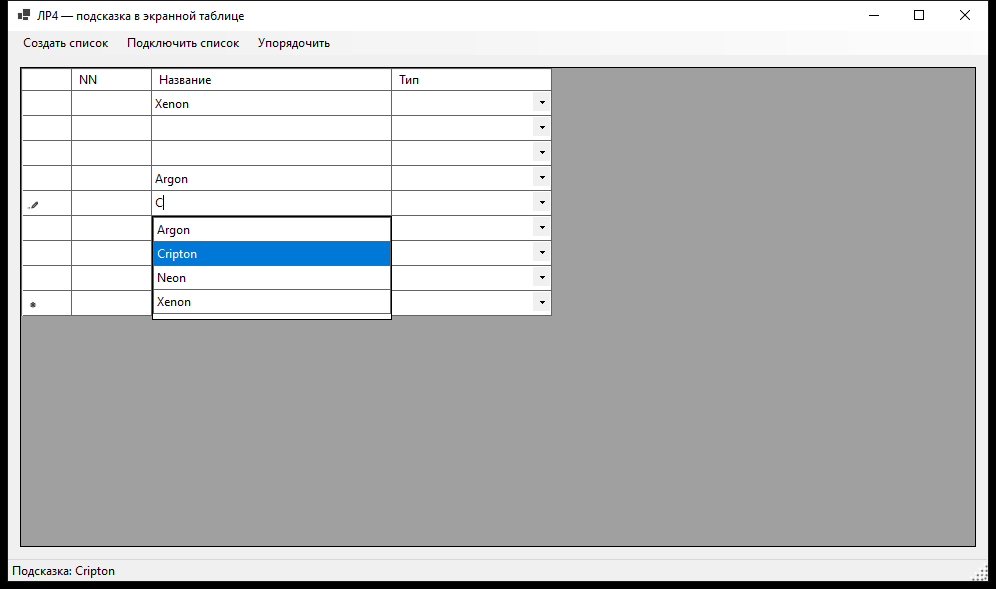 ЛР4 — подсказка в экранной таблице
Создать список Подключить список Упорядочить
NN Название Тип
Xenon
Argon
C
Argon
Cripton
Neon
Xenon
Подсказка: Cripton